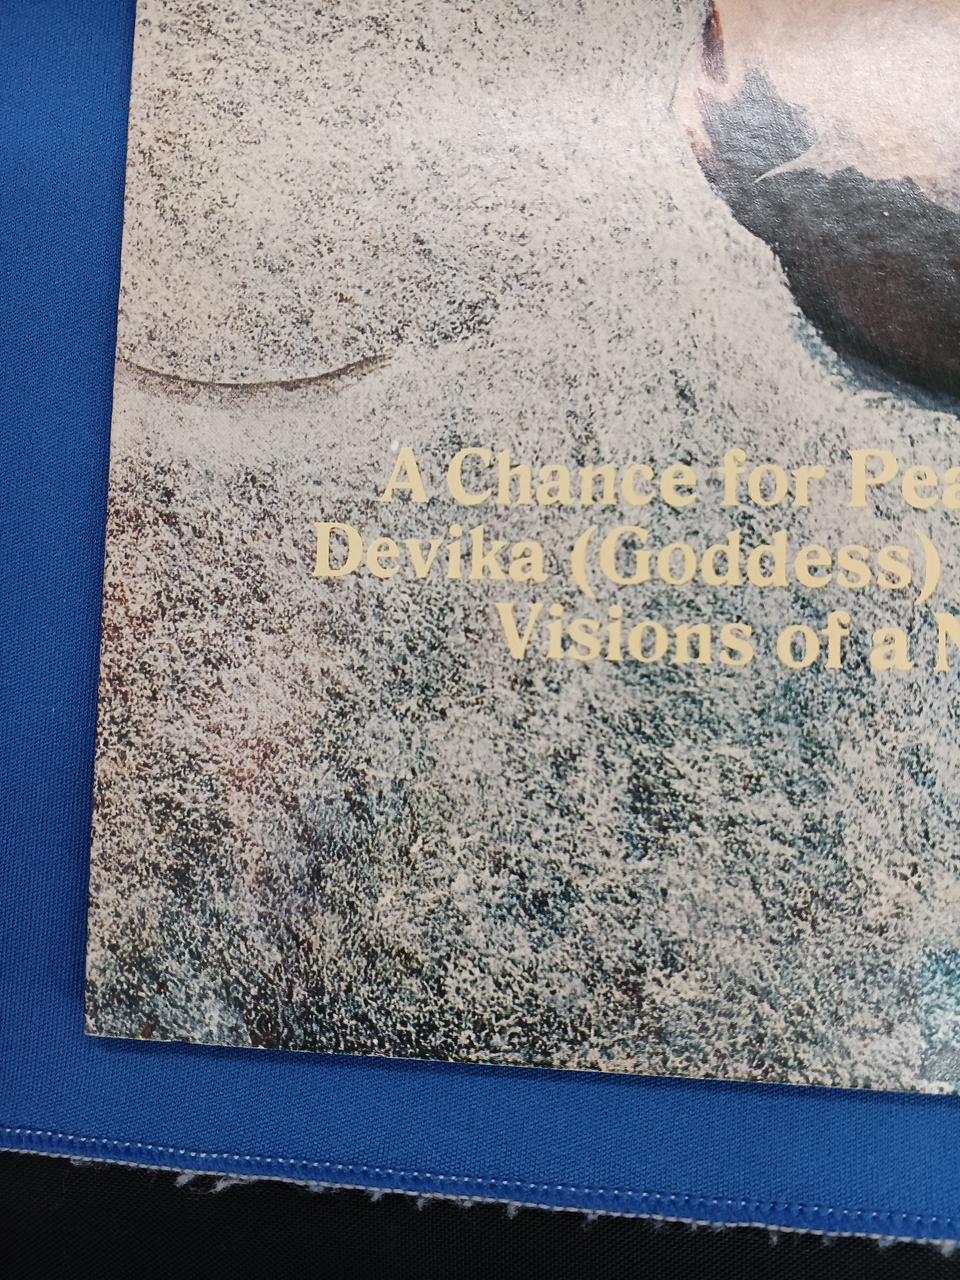 A Chance for Pea
Devika (Goddess)
Visions of a N